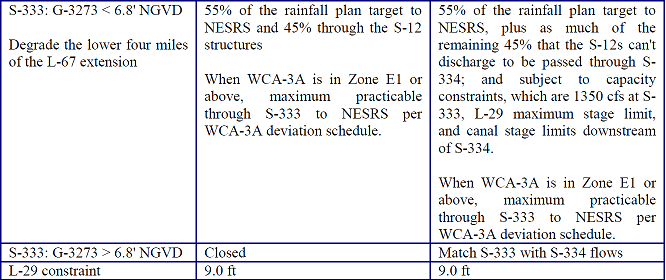 S-333: G-3273 < 6.8' NGVD
Degrade the lower four miles
of the L-67 extension
55% of the rainfall plan target to
NESRS and 45% through the S-12
structures
When WCA-3A is in Zone E1 or
above, maximum practicable
through S-333 to NESRS per
WCA-3A deviation schedule.
55% of the rainfall plan target to
NESRS, plus as much of the
remaining 45% that the S-12s can't
discharge to be passed through S-
334; and subject to capacity
constraints, which are 1350 cfs at S-
333, L-29 maximum stage limit,
and canal stage limits downstream
of S-334.
When WCA-3A is in Zone E1 or
above, maximum practicable
through S-333 to NESRS per
WCA-3A deviation schedule.
S-333: G-3273 > 6.8' NGVD
Closed
Match S-333 with S-334 flows
L-29 constraint
9.0 ft
9.0 ft